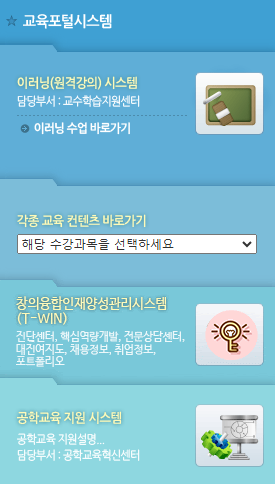 교육포털시스템
이러닝(원격강의) 시스템
담당부서 : 교수학습지원센터
이러닝 수업 바로가기
각종 교육 컨텐츠 바로가기
해당 수강과목을 선택하세요
창의융합인재양성관리시스템
(T-WIN)
진단센터, 핵심역량개발, 전문상담센터,
대진여지도, 채용정보, 취업정보,
포트폴리오
공학교육 지원 시스템
공학교육 지원설명...
담당부서 : 공학교육혁신센터